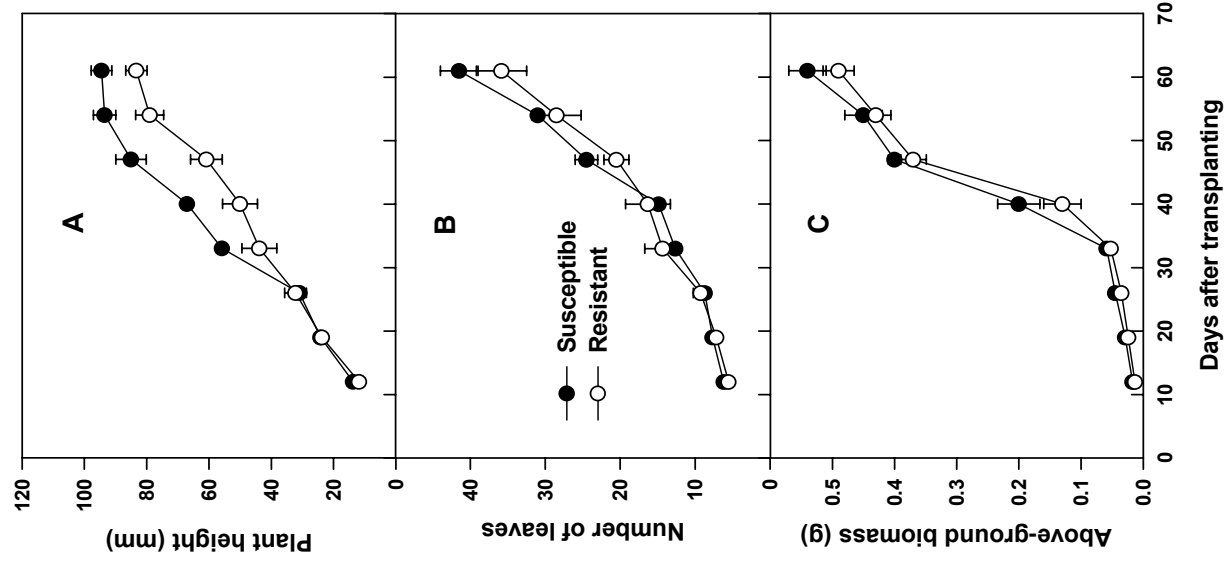 Plant height (mm)
120
100
80
60
40
20
0
A
Number of leaves
40
30
20
10
0
B
Susceptible
Resistant
Above-ground biomass (g)
0.5
0.4
0.3
0.2
0.1
0.0
C
0 10 20 30 40 50 60 70
Days after transplanting